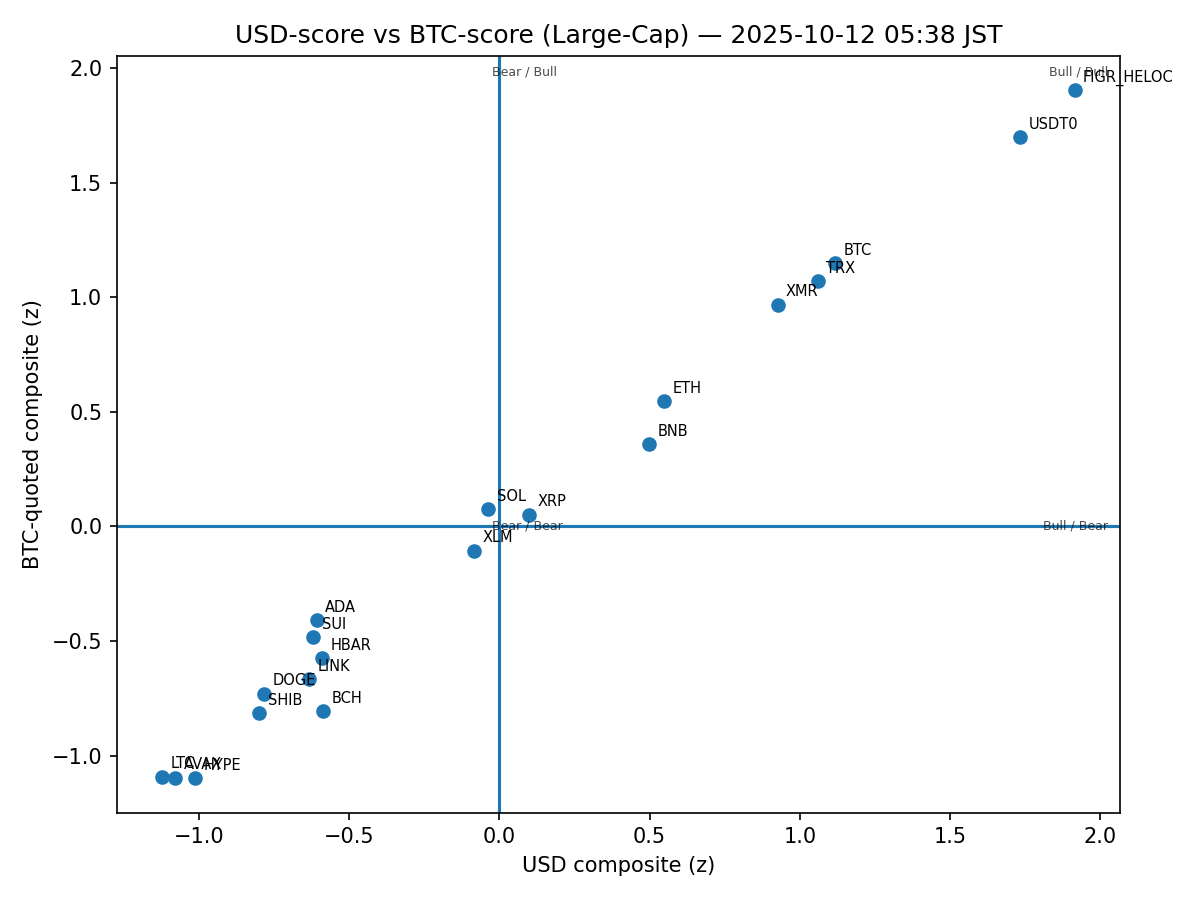 USD-score vs BTC-score (Large-Cap) — 2025-10-12 05:38 JST
2.0
Bear / Bull
Bull / Bull
FIGR_HELOC
USDT0
1.5
BTC
TRX
1.0
XMR
ETH
0.5
BNB
SOL
XRP
0.0
Bear / Bear
Bull / Bear
XLM
ADA
SUI
−0.5
HBAR
LINK
DOGE
SHIB
BCH
−1.0
LTC
AVAX
HYPE
BTC-quoted composite (z)
−1.0
−0.5
0.0
0.5
1.0
1.5
2.0
USD composite (z)